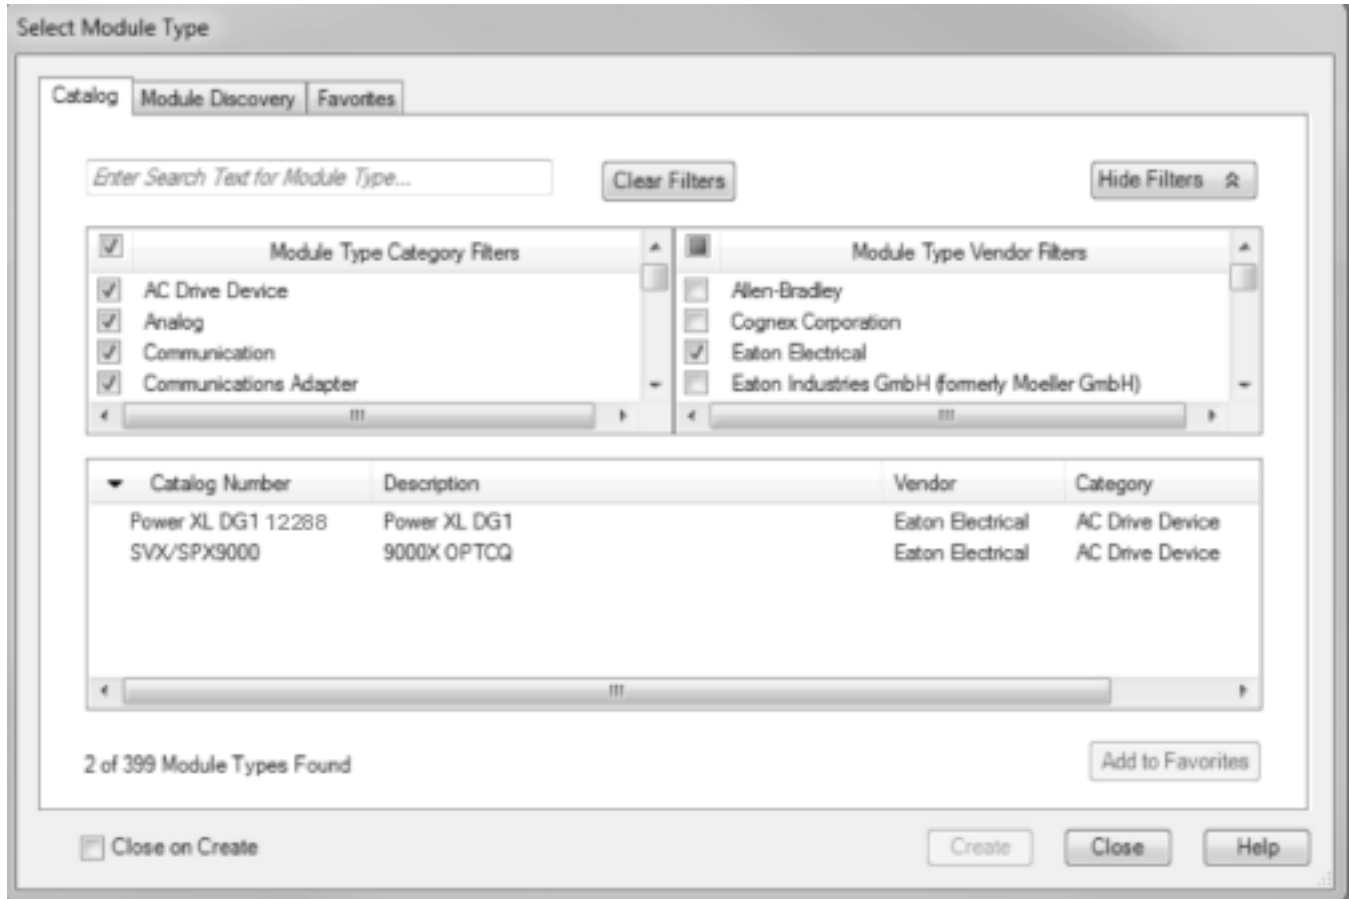 Select Module Type
Catalog Module Discovery Favorites
Enter Search Text for Module Type... Clear Filters Hide Filters
Module Type Category Filters Module Type Vendor Filters
AC Drive Device Allen-Bradley
Analog Cognex Corporation
Communication Eaton Electrical
Communications Adapter Eaton Industries GmbH (formerly Moeller GmbH)
Catalog Number Description Vendor Category
Power XL DG1 12288 Power XL DG1 Eaton Electrical AC Drive Device
SVX/SPX9000 9000X OPTCQ Eaton Electrical AC Drive Device
2 of 399 Module Types Found Add to Favorites
Close on Create Create Close Help